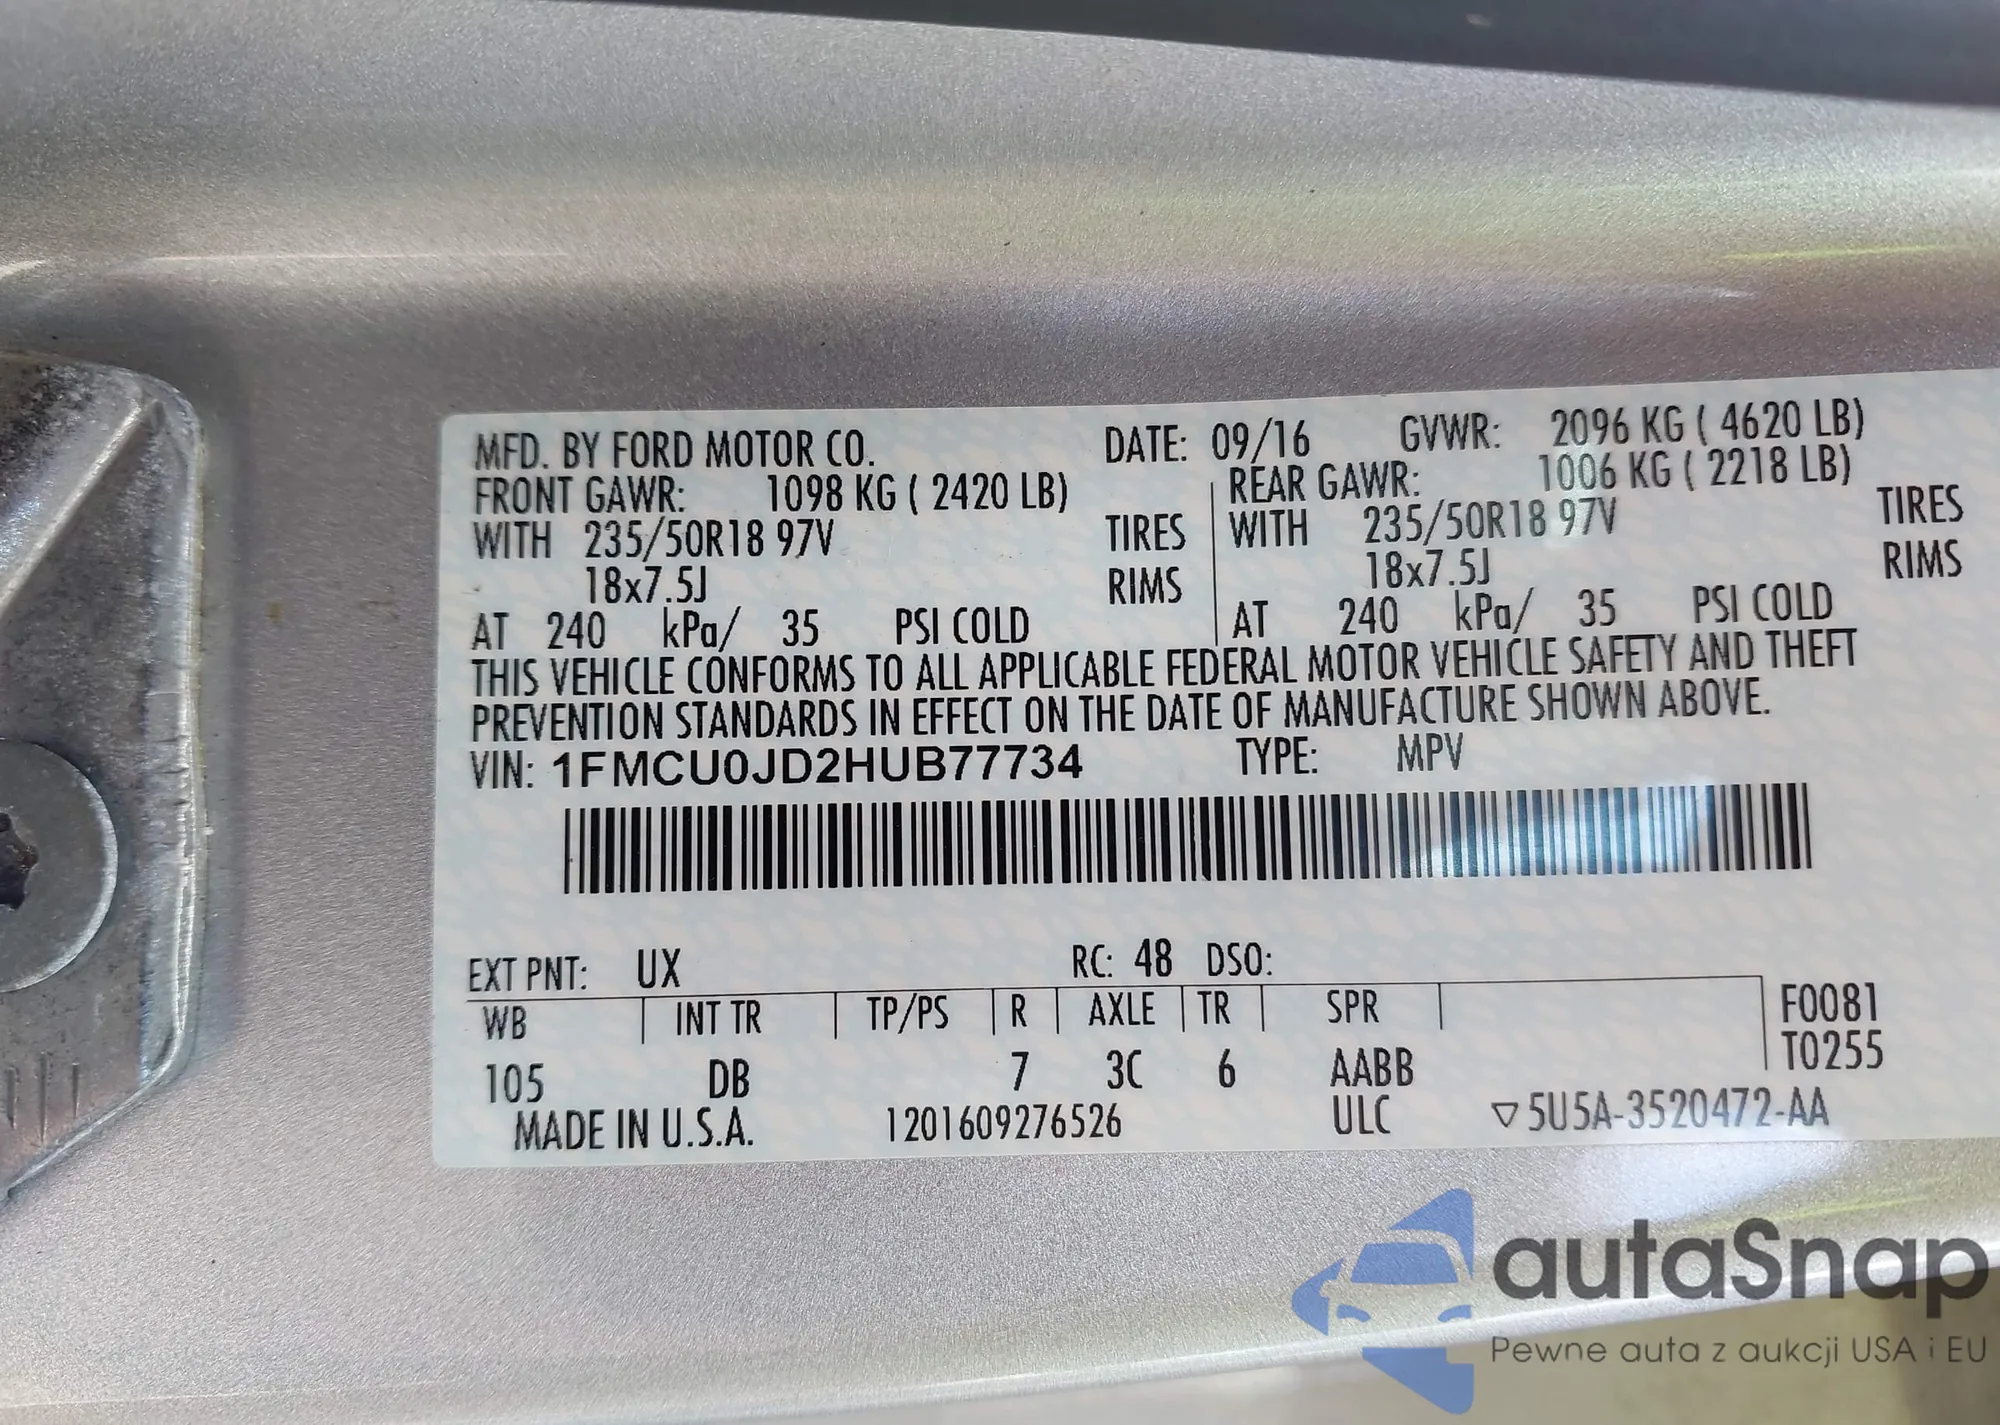 MFD. BY FORD MOTOR CO. DATE: 09/16 GVWR: 2096 KG ( 4620 LB)
FRONT GAWR: 1098 KG ( 2420 LB) REAR GAWR: 1006 KG ( 2218 LB)
WITH 235/50R18 97V TIRES WITH 235/50R18 97V TIRES
18x7.5J RIMS 18x7.5J RIMS
AT 240 kPa/ 35 PSI COLD AT 240 kPa/ 35 PSI COLD
THIS VEHICLE CONFORMS TO ALL APPLICABLE FEDERAL MOTOR VEHICLE SAFETY AND THEFT
PREVENTION STANDARDS IN EFFECT ON THE DATE OF MANUFACTURE SHOWN ABOVE.
VIN: 1FMCU0JD2HUB77734 TYPE: MPV
EXT PNT: UX RC: 48 DSO:
WB INT TR TP/PS R AXLE TR SPR F0081
T0255
105 DB 7 3C 6 AABB
MADE IN U.S.A. 1201609276526 ULC ▽5U5A-3520472-AA
autaSnap
Pewne auta z aukcji USA i EU